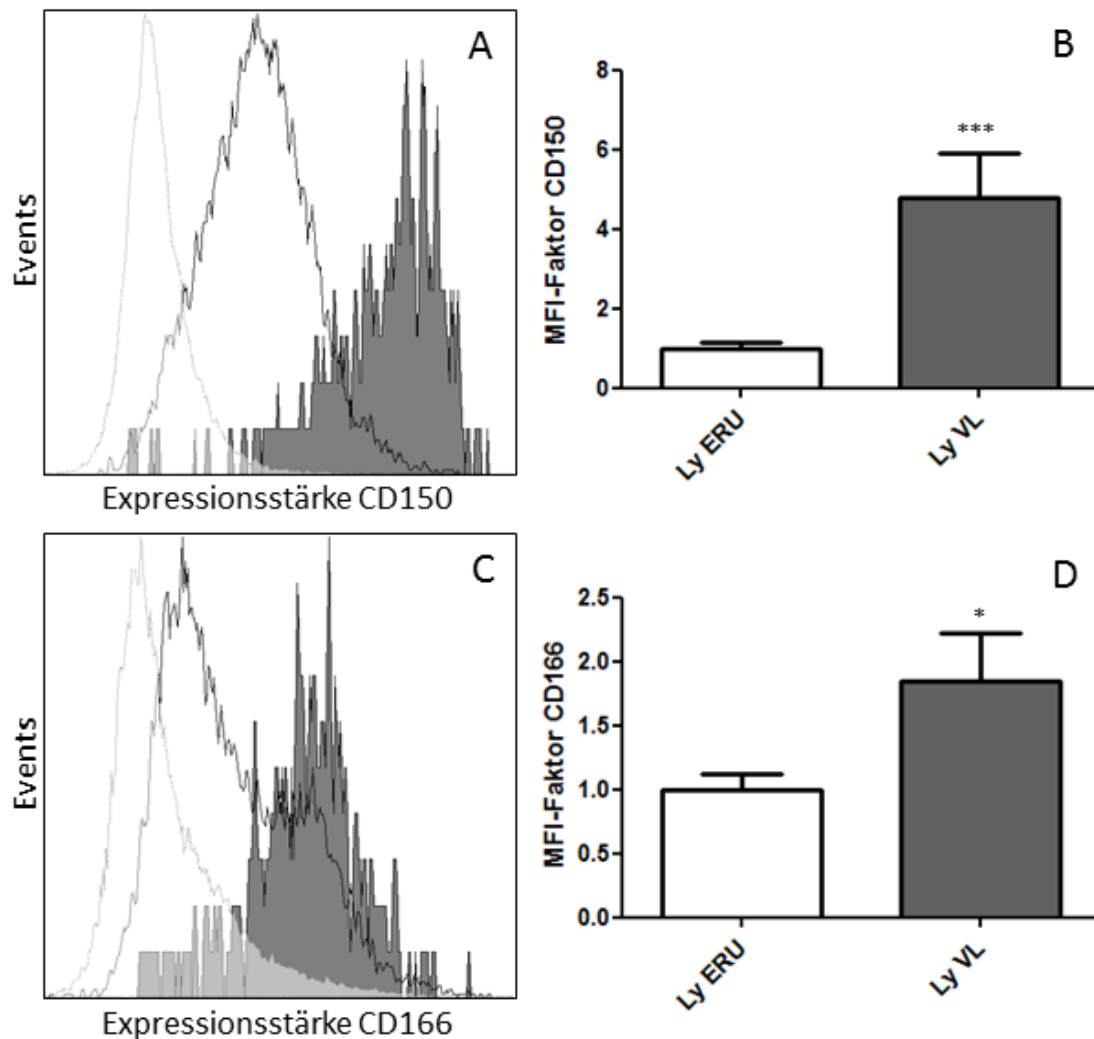 A
Events
Expressionsstärke CD150
B
MFI-Faktor CD150
8
6
4
2
0
***
Ly ERU
Ly VL
C
Events
Expressionsstärke CD166
D
MFI-Faktor CD166
2.5
2.0
1.5
1.0
0.5
0.0
*
Ly ERU
Ly VL